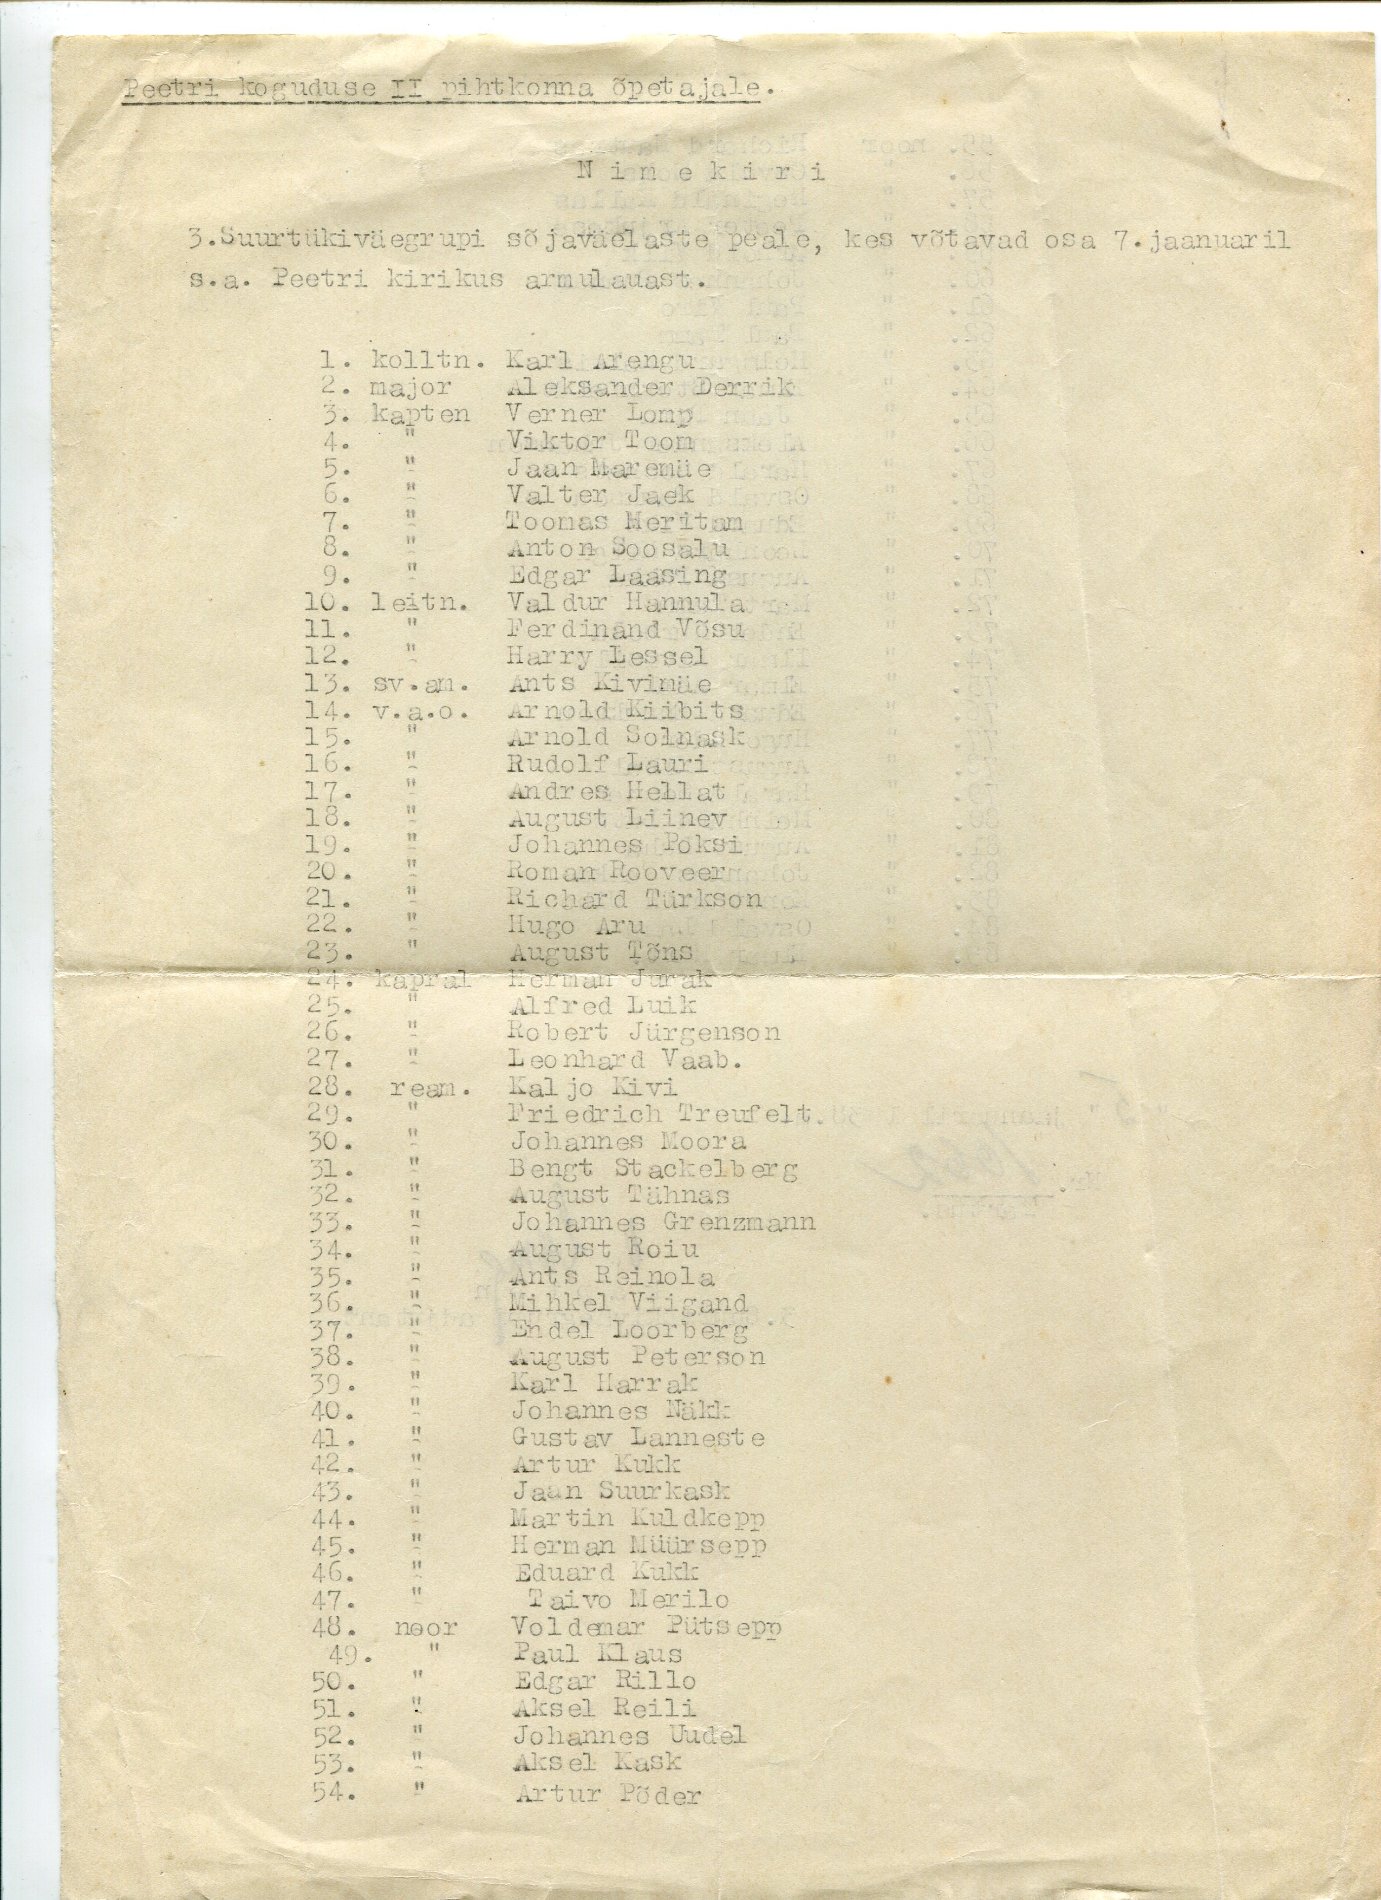 Peetri koguduse II pihtkonna õpetajale.
N i m e k i r i
3.Suurtükiväegrupi sõjaväelaste peale, kes võtavad osa 7.jaanuaril
s.a. Peetri kirikus armulauast.
1. kolltn. Karl Arengu
2. major Aleksander Derrik
3. kapten Verner Lomp
4. " Viktor Toom
5. " Jaan Maremäe
6. " Valter Jaek
7. " Toomas Meritam
8. " Anton Soosalu
9. " Edgar Laasing
10. leitn. Valdur Hannula
11. " Ferdinand Võsu
12. " Harry Lessel
13. sv.am. Ants Kivimäe
14. v.a.o. Arnold Kiibits
15. " Arnold Solnask
16. " Rudolf Lauri
17. " Andres Hellat
18. " August Liinev
19. " Johannes Poksi
20. " Roman Rooveer
21. " Richard Türkson
22. " Hugo Aru
23. " August Tõns
24. kapral Herman Jurak
25. " Alfred Luik
26. " Robert Jürgenson
27. " Leonhard Vaab.
28. ream. Kaljo Kivi
29. " Friedrich Treufelt.
30. " Johannes Moora
31. " Bengt Stackelberg
32. " August Tähnas
33. " Johannes Grenzmann
34. " August Roiu
35. " Ants Reinola
36. " Mihkel Viigand
37. " Endel Loorberg
38. " August Peterson
39. " Karl Harrak
40. " Johannes Näkk
41. " Gustav Lanneste
42. " Artur Kukk
43. " Jaan Suurkask
44. " Martin Kuldkepp
45. " Herman Müürsepp
46. " Eduard Kukk
47. " Taivo Merilo
48. noor Voldemar Pütsepp
49. " Paul Klaus
50. " Edgar Rillo
51. " Aksel Reili
52. " Johannes Uudel
53. " Aksel Kask
54. " Artur Põder